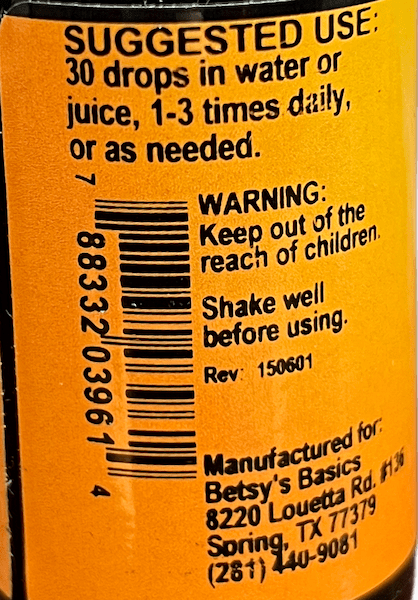 SUGGESTED USE:
30 drops in water or
juice, 1-3 times daily,
or as needed.
7 88332 03961 4
WARNING:
Keep out of the
reach of children.
Shake well
before using.
Rev: 150601
Manufactured for:
Betsy's Basics
8220 Louetta Rd. #136
Spring, TX 77379
(281) 440-9081